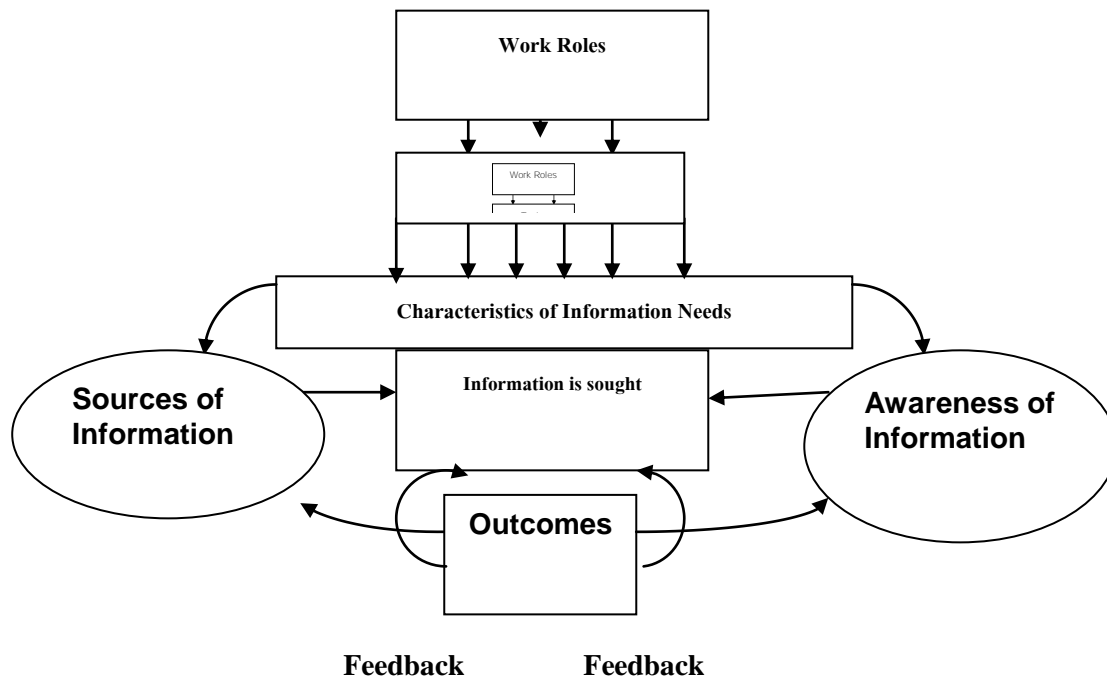 Work Roles
Work Roles
Characteristics of Information Needs
Information is sought
Sources of
Information
Awareness of
Information
Outcomes
Feedback Feedback